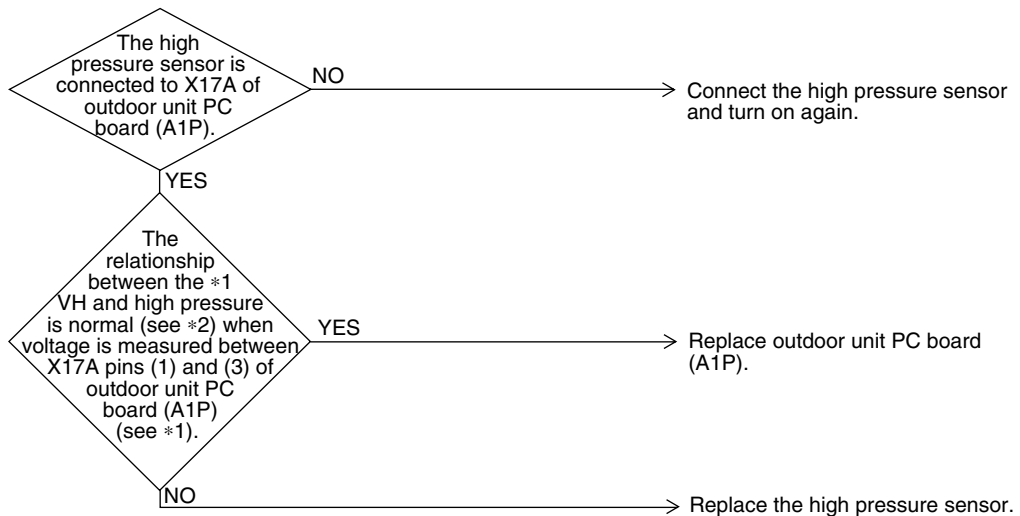 The high
pressure sensor is
connected to X17A of
outdoor unit PC
board (A1P).
NO
Connect the high pressure sensor
and turn on again.
YES
The
relationship
between the *1
VH and high pressure
is normal (see *2) when
voltage is measured between
X17A pins (1) and (3) of
outdoor unit PC
board (A1P)
(see *1).
YES
Replace outdoor unit PC board
(A1P).
NO
Replace the high pressure sensor.